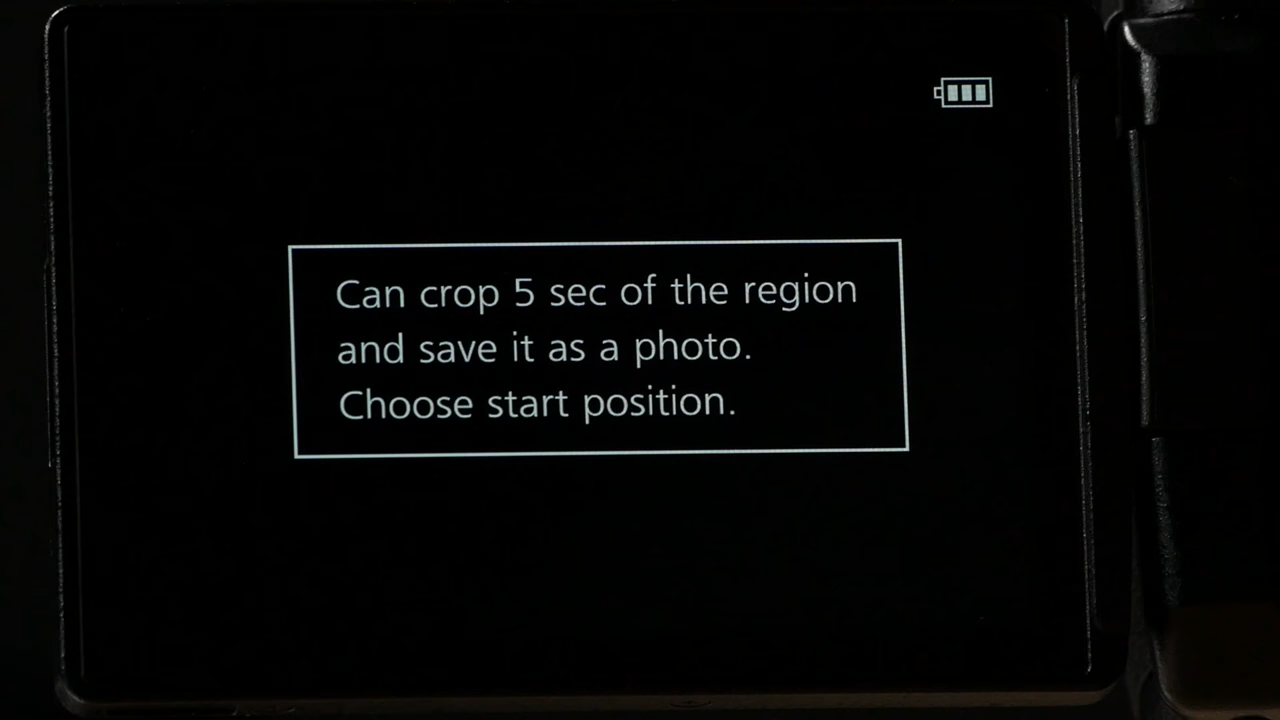 Can crop 5 sec of the region
and save it as a photo.
Choose start position.